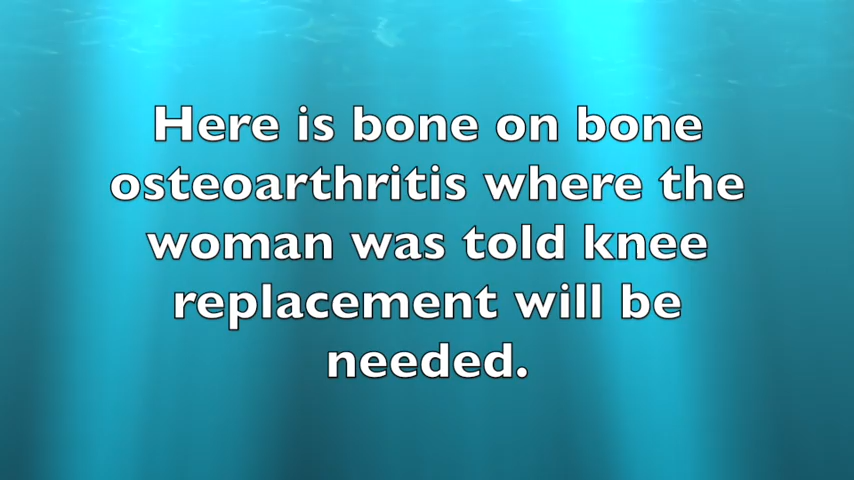 Here is bone on bone
osteoarthritis where the
woman was told knee
replacement will be
needed.